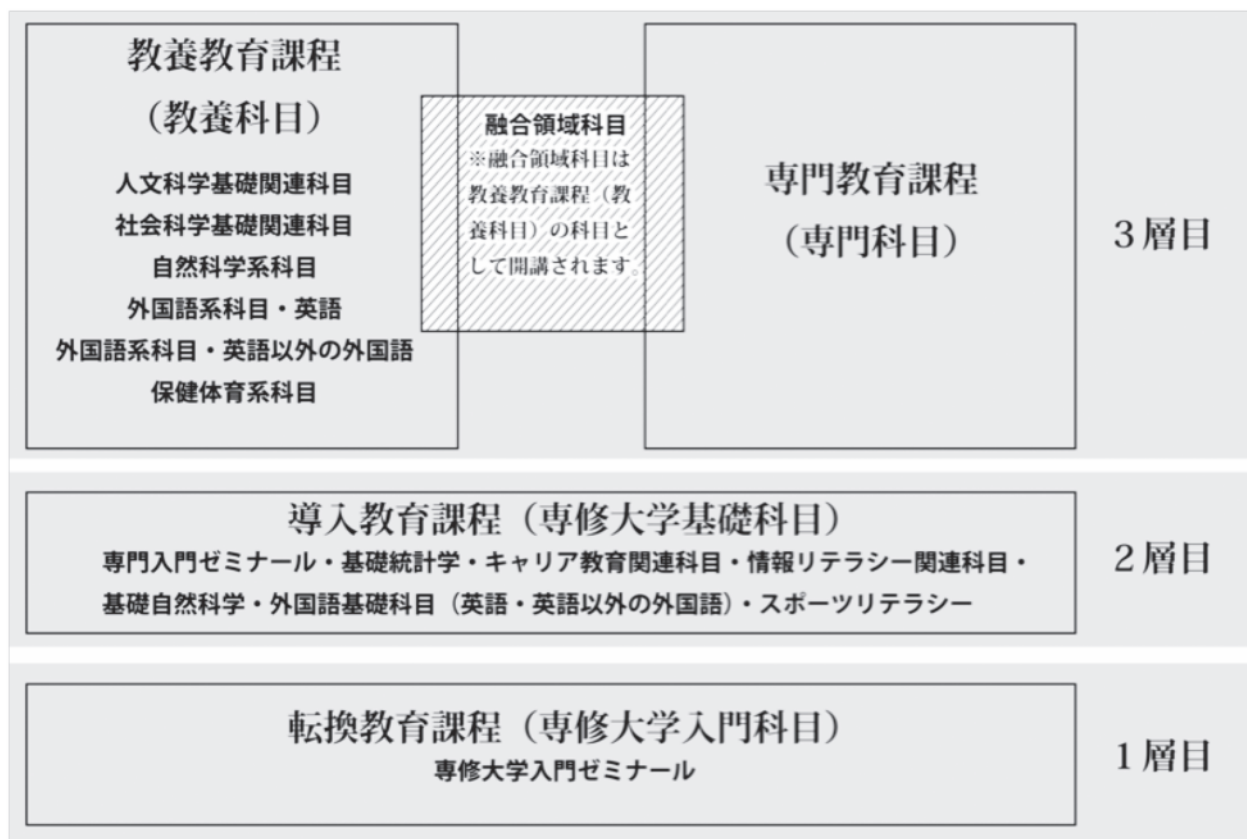 教養教育課程
（教養科目）
人文科学基礎関連科目
社会科学基礎関連科目
自然科学系科目
外国語系科目・英語
外国語系科目・英語以外の外国語
保健体育系科目
融合領域科目
※融合領域科目は
教養教育課程（教
養科目）の科目と
して開講されます。
専門教育課程
（専門科目）
3層目
導入教育課程（専修大学基礎科目）
専門入門ゼミナール・基礎統計学・キャリア教育関連科目・情報リテラシー関連科目・
基礎自然科学・外国語基礎科目（英語・英語以外の外国語）・スポーツリテラシー
2層目
転換教育課程（専修大学入門科目）
専修大学入門ゼミナール
1層目